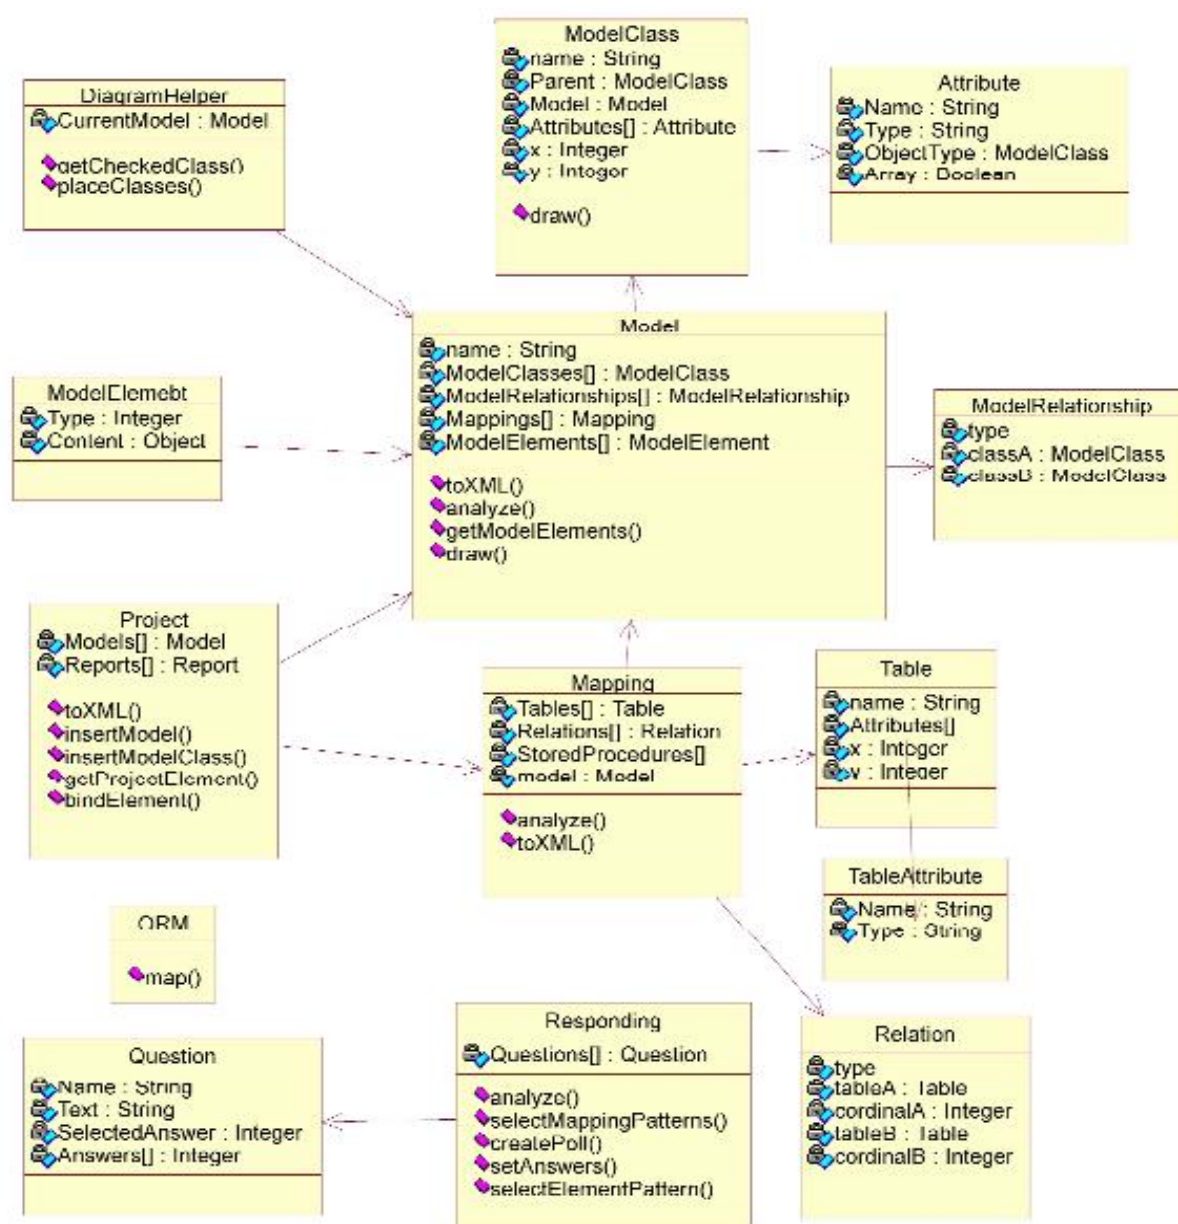 ModelClass
name : String
Parent : ModelClass
Model : Model
Attributes[] : Attribute
x : Integer
y : Integer
draw()
DiagramHelper
CurrentModel : Model
getCheckedClass()
placeClasses()
Attribute
Name : String
Type : String
ObjectType : ModelClass
Array : Boolean
Model
name : String
ModelClasses[] : ModelClass
ModelRelationships[] : ModelRelationship
Mappings[] : Mapping
ModelElements[] : ModelElement
toXML()
analyze()
getModelElements()
draw()
ModelElemebt
Type : Integer
Content : Object
ModelRelationship
type
classA : ModelClass
classB : ModelClass
Project
Models[] : Model
Reports[] : Report
toXML()
insertModel()
insertModelClass()
getProjectElement()
bindElement()
Mapping
Tables[] : Table
Relations[] : Relation
StoredProcedures[]
model : Model
analyze()
toXML()
Table
name : String
Attributes[]
x : Integer
y : Integer
TableAttribute
Name : String
Type : String
ORM
map()
Question
Name : String
Text : String
SelectedAnswer : Integer
Answers[] : Integer
Responding
Questions[] : Question
analyze()
selectMappingPatterns()
createPoll()
setAnswers()
selectElementPattern()
Relation
type
tableA : Table
cordinalA : Integer
tableB : Table
cordinalB : Integer